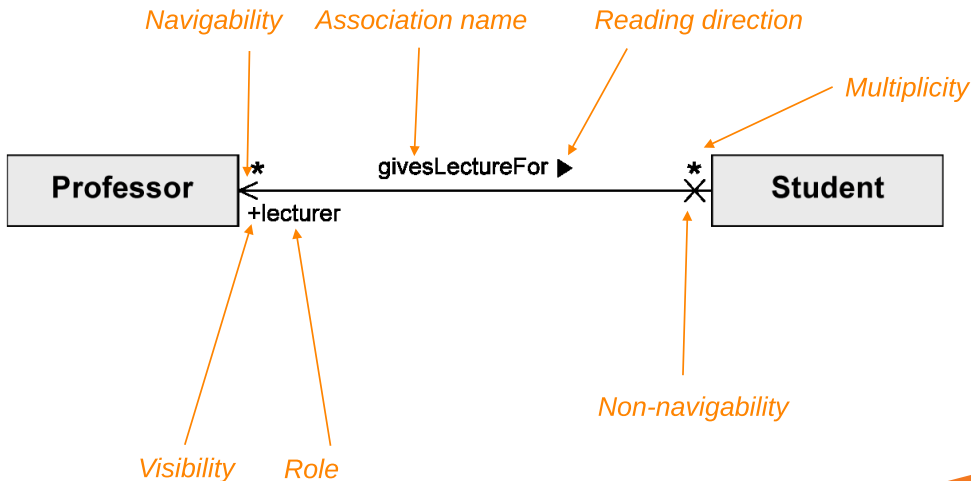 Navigability Association name Reading direction
Multiplicity
* givesLectureFor ▶ *
Professor Student
+lecturer
Non-navigability
Visibility Role